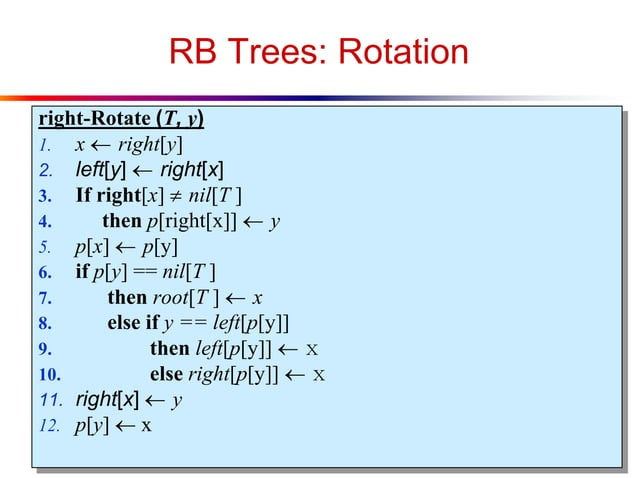 RB Trees: Rotation
right-Rotate (T, y)
1. x ← right[y]
2. left[y] ← right[x]
3. If right[x] ≠ nil[T ]
4. then p[right[x]] ← y
5. p[x] ← p[y]
6. if p[y] == nil[T ]
7. then root[T ] ← x
8. else if y == left[p[y]]
9. then left[p[y]] ← x
10. else right[p[y]] ← x
11. right[x] ← y
12. p[y] ← x